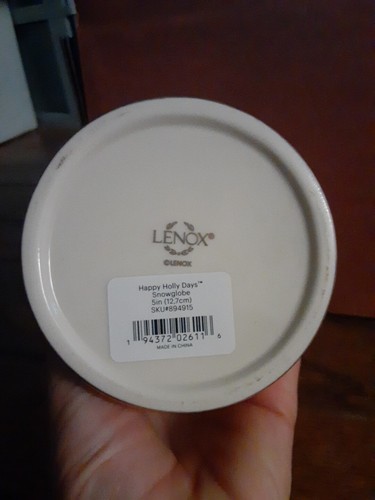 LENOX®
©LENOX
Happy Holly Days™
Snowglobe
5in (12.7cm)
SKU#894915
1 94372 02611 5
MADE IN CHINA